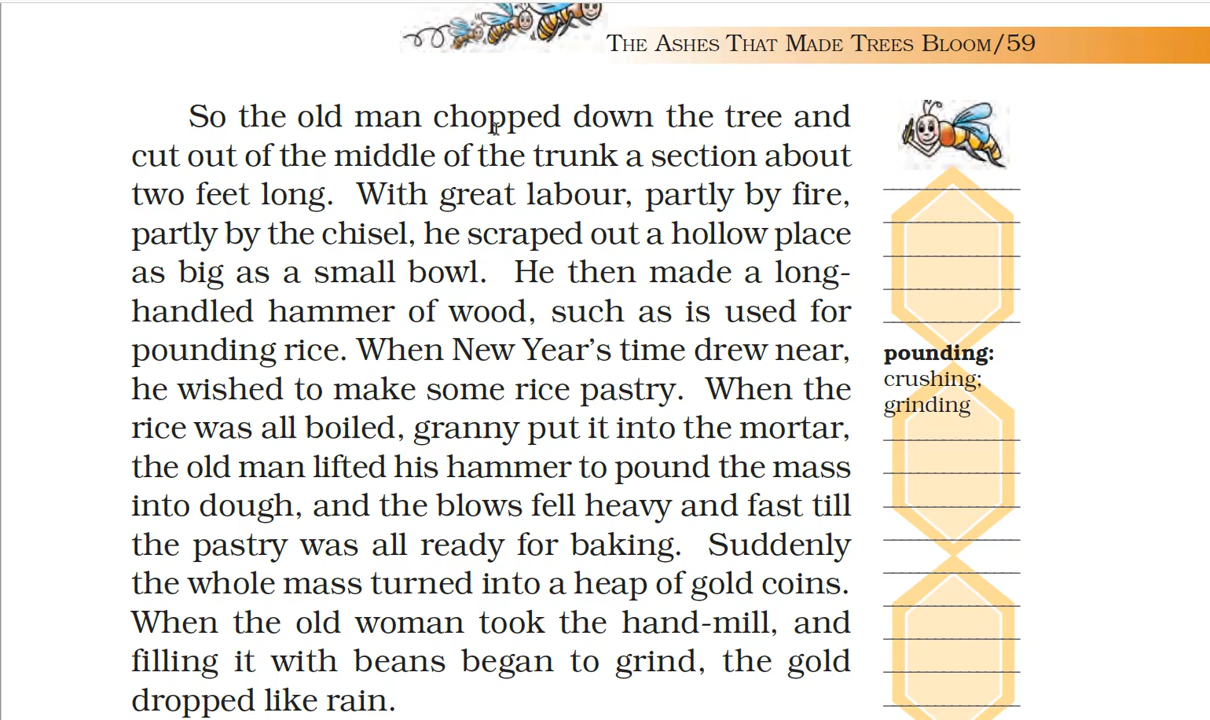 THE ASHES THAT MADE TREES BLOOM/59
So the old man chopped down the tree and
cut out of the middle of the trunk a section about
two feet long. With great labour, partly by fire,
partly by the chisel, he scraped out a hollow place
as big as a small bowl. He then made a long-
handled hammer of wood, such as is used for
pounding rice. When New Year's time drew near,
he wished to make some rice pastry. When the
rice was all boiled, granny put it into the mortar,
the old man lifted his hammer to pound the mass
into dough, and the blows fell heavy and fast till
the pastry was all ready for baking. Suddenly
the whole mass turned into a heap of gold coins.
When the old woman took the hand-mill, and
filling it with beans began to grind, the gold
dropped like rain.
pounding:
crushing;
grinding